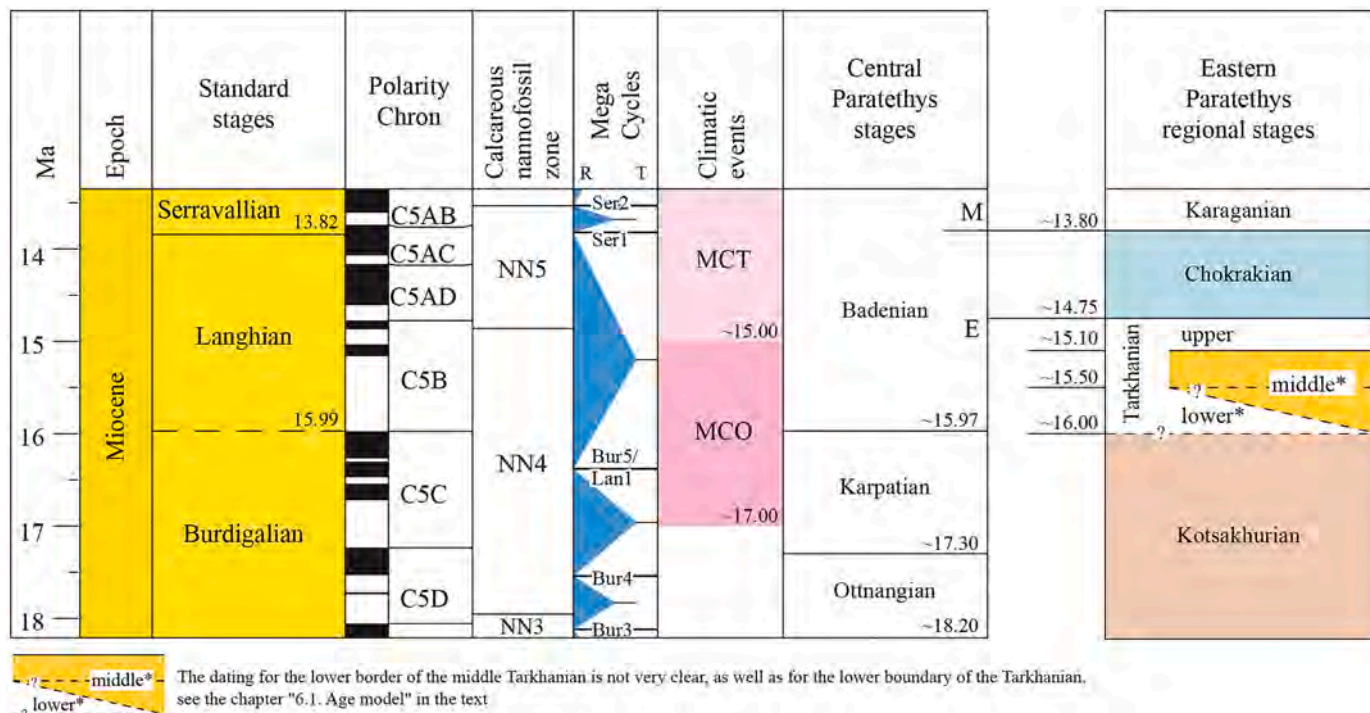 Ma
Epoch
Standard
stages
Polarity
Chron
Calcareous
nannofossil
zone
Mega
Cycles
R T
Climatic
events
Central
Paratethys
stages
Eastern
Paratethys
regional stages
14
15
16
17
18
Miocene
Serravallian
13.82
Langhian
15.99
Burdigalian
C5AB
C5AC
C5AD
C5B
C5C
C5D
NN5
NN4
NN3
Ser2
Ser1
Bur5/
Lan1
Bur4
Bur3
MCT
~15.00
MCO
~17.00
M
Badenian
E
~15.97
Karpatian
~17.30
Ottnangian
~18.20
~13.80
~14.75
~15.10
~15.50
~16.00
Karaganian
Chokrakian
Tarkhanian
upper
middle*
?
lower*
?
Kotsakhurian
?
middle*
lower*
?
The dating for the lower border of the middle Tarkhanian is not very clear, as well as for the lower boundary of the Tarkhanian,
see the chapter "6.1. Age model" in the text